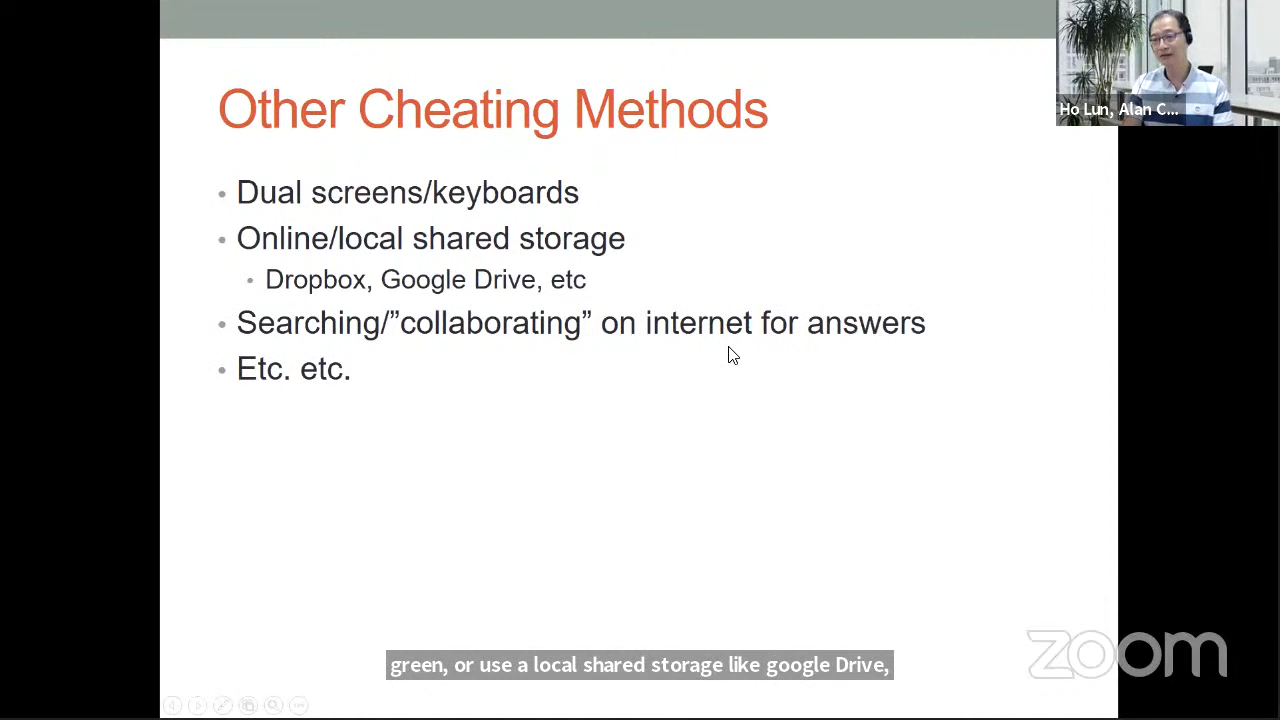 Other Cheating Methods
Ho Lun, Alan C...
• Dual screens/keyboards
• Online/local shared storage
• Dropbox, Google Drive, etc
• Searching/”collaborating” on internet for answers
• Etc. etc.
green, or use a local shared storage like google Drive,
zoom